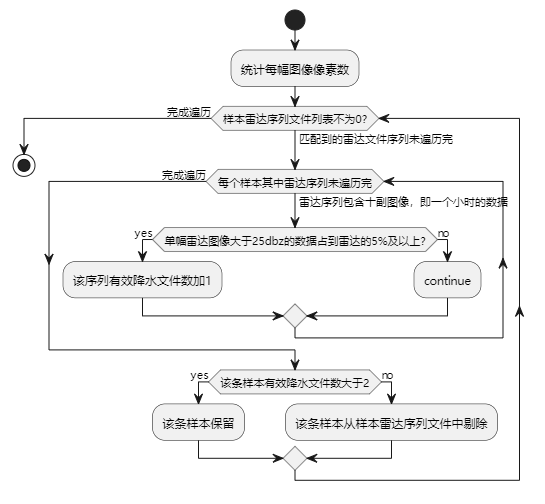 统计每幅图像像素数
完成遍历
样本雷达序列文件列表不为0?
匹配到的雷达文件序列未遍历完
完成遍历
每个样本其中雷达序列未遍历完
雷达序列包含十副图像，即一个小时的数据
yes
单幅雷达图像大于25dbz的数据占到雷达的5%及以上?
no
该序列有效降水文件数加1
continue
yes
该条样本有效降水文件数大于2
no
该条样本保留
该条样本从样本雷达序列文件中剔除